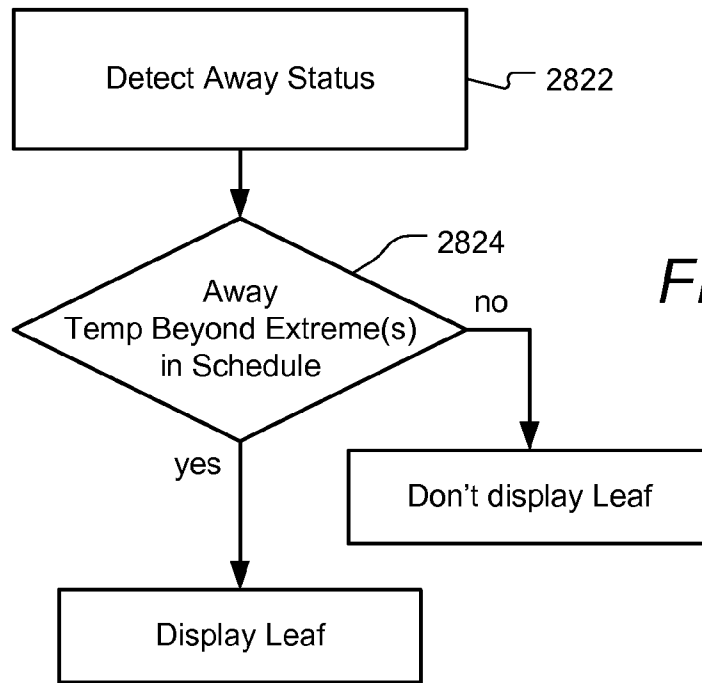 Detect Away Status
2822
2824
Away
Temp Beyond Extreme(s)
in Schedule
no
yes
Don't display Leaf
Display Leaf